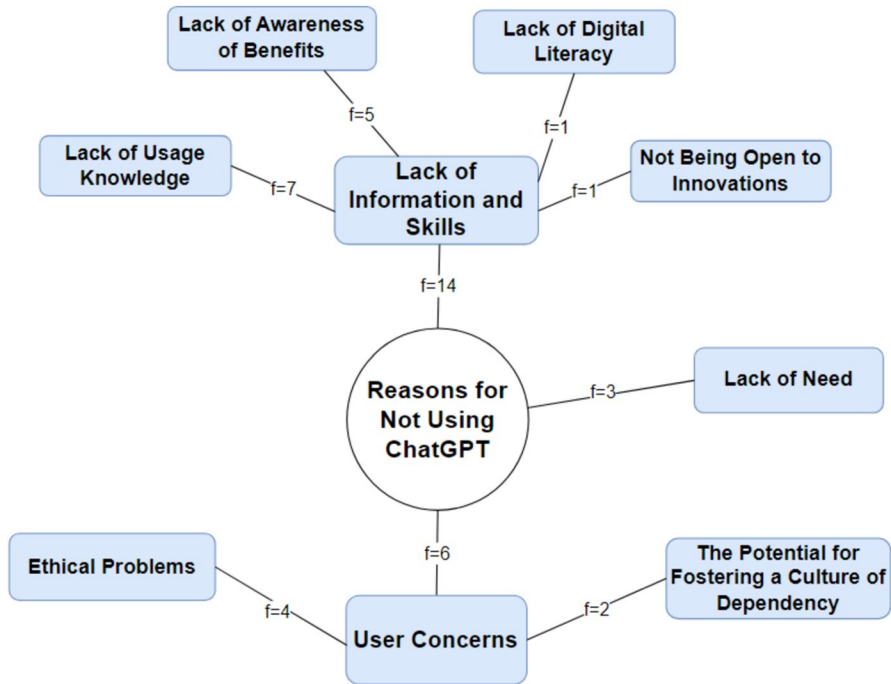 Lack of Awareness
of Benefits
Lack of Digital
Literacy
f=5
f=1
Lack of Usage
Knowledge
f=7
Lack of
Information and
Skills
f=1
Not Being Open to
Innovations
f=14
Reasons for
Not Using
ChatGPT
f=3
Lack of Need
f=6
Ethical Problems
f=4
User Concerns
f=2
The Potential for
Fostering a Culture of
Dependency